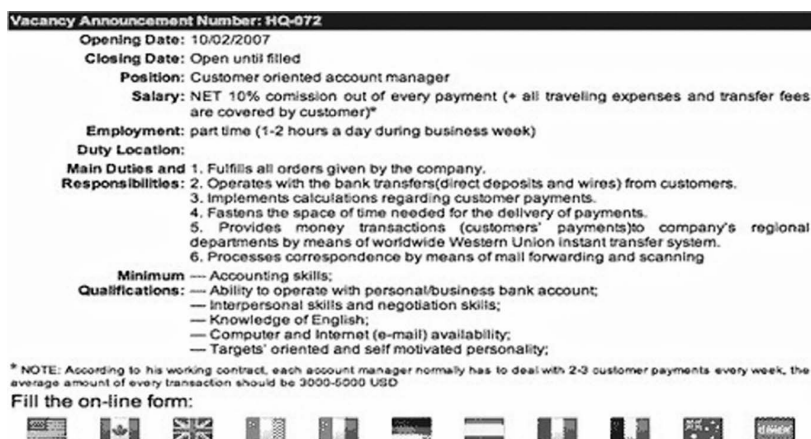 Vacancy Announcement Number: HQ-072
Opening Date: 10/02/2007
Closing Date: Open until filled
Position: Customer oriented account manager
Salary: NET 10% comission out of every payment (+ all traveling expenses and transfer fees
are covered by customer)*
Employment: part time (1-2 hours a day during business week)
Duty Location:
Main Duties and 1. Fulfills all orders given by the company.
Responsibilities: 2. Operates with the bank transfers(direct deposits and wires) from customers.
3. Implements calculations regarding customer payments.
4. Fastens the space of time needed for the delivery of payments.
5. Provides money transactions (customers' payments)to company's regional
departments by means of worldwide Western Union instant transfer system.
6. Processes correspondence by means of mail forwarding and scanning
Minimum — Accounting skills;
Qualifications: — Ability to operate with personal/business bank account;
— Interpersonal skills and negotiation skills;
— Knowledge of English;
— Computer and Internet (e-mail) availability;
— Targets' oriented and self motivated personality;
* NOTE: According to his working contract, each account manager normally has to deal with 2-3 customer payments every week, the
average amount of every transaction should be 3000-5000 USD
Fill the on-line form: